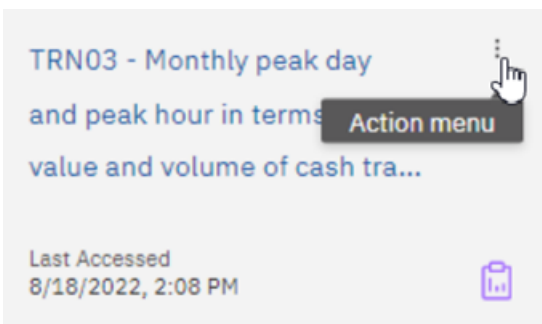 TRN03 - Monthly peak day
and peak hour in terms
Action menu
value and volume of cash tra...
Last Accessed
8/18/2022, 2:08 PM